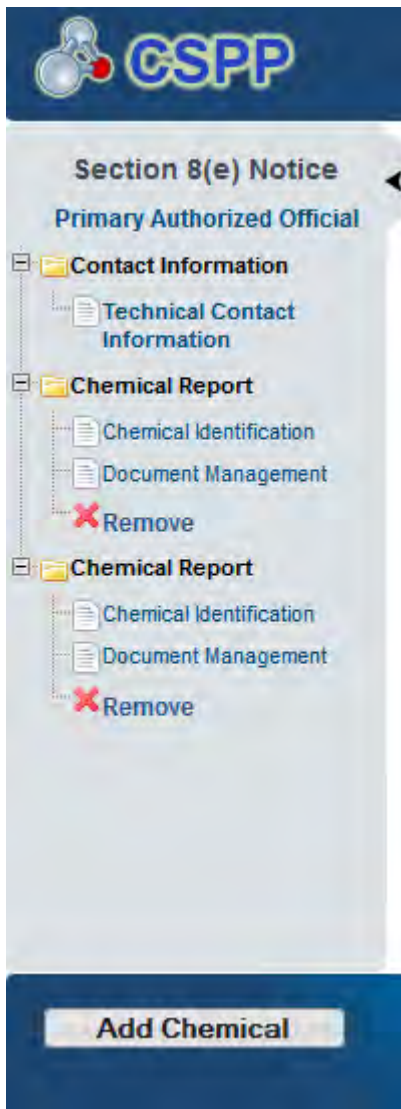 CSPP
Section 8(e) Notice
Primary Authorized Official
Contact Information
Technical Contact
Information
Chemical Report
Chemical Identification
Document Management
Remove
Chemical Report
Chemical Identification
Document Management
Remove
Add Chemical